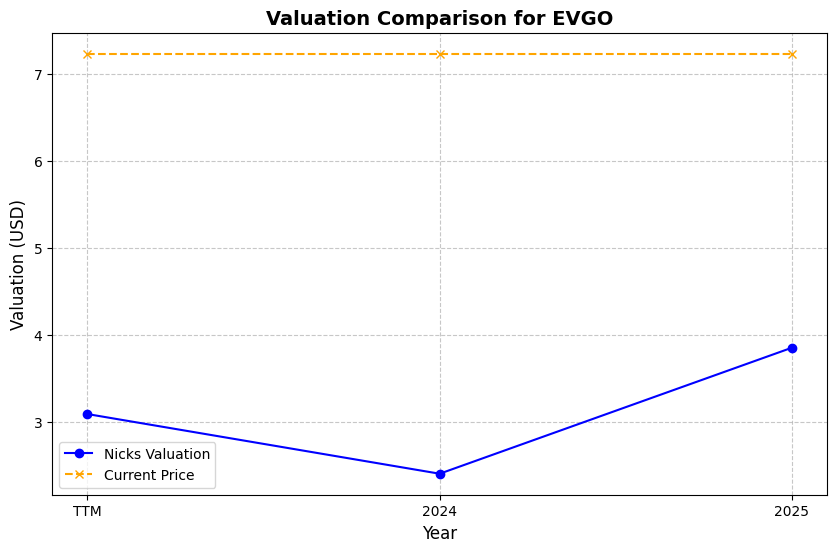 Valuation Comparison for EVGO
Valuation (USD)
7
6
5
4
3
Nicks Valuation
Current Price
TTM
2024
2025
Year